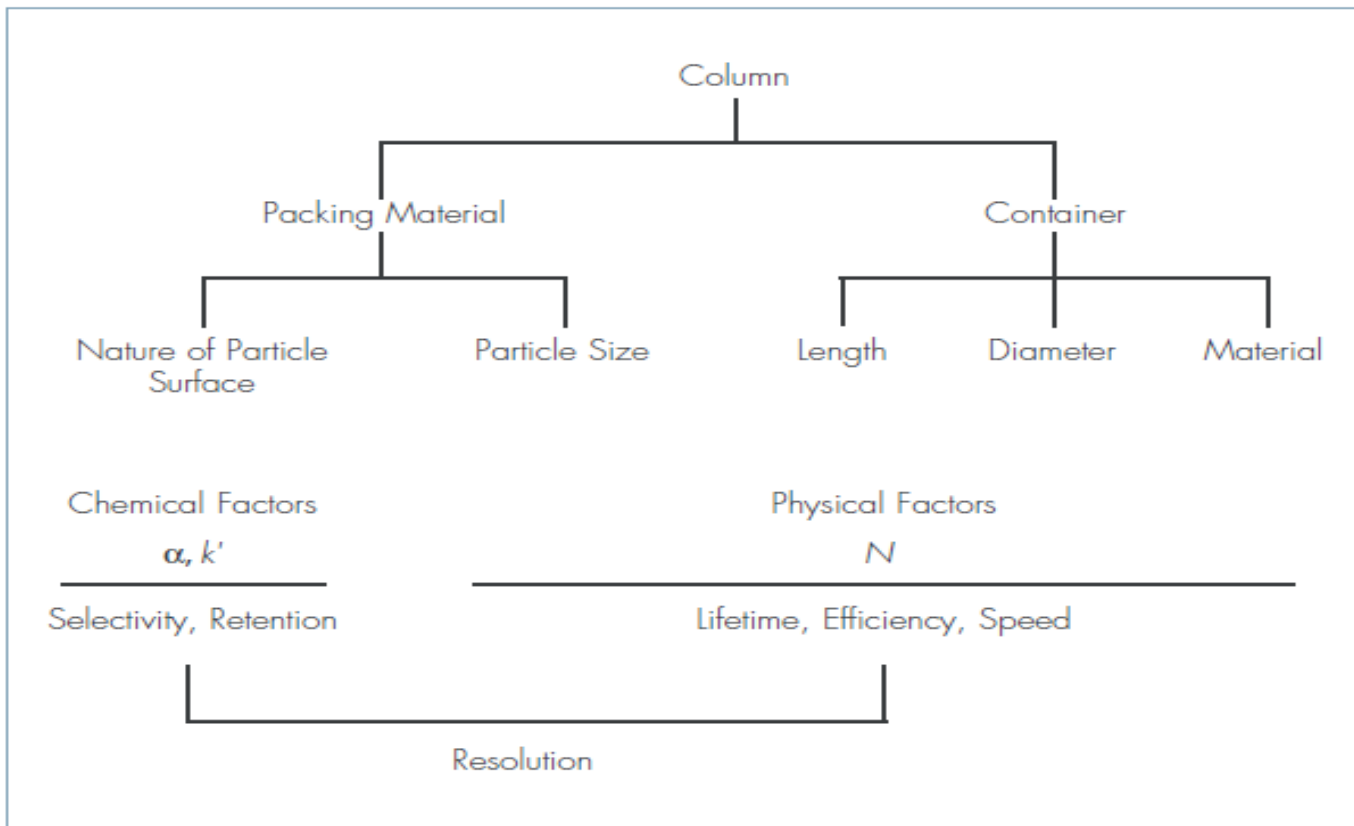 Column
Packing Material Container
Nature of Particle Surface Particle Size Length Diameter Material
Chemical Factors Physical Factors
α, k' N
Selectivity, Retention Lifetime, Efficiency, Speed
Resolution